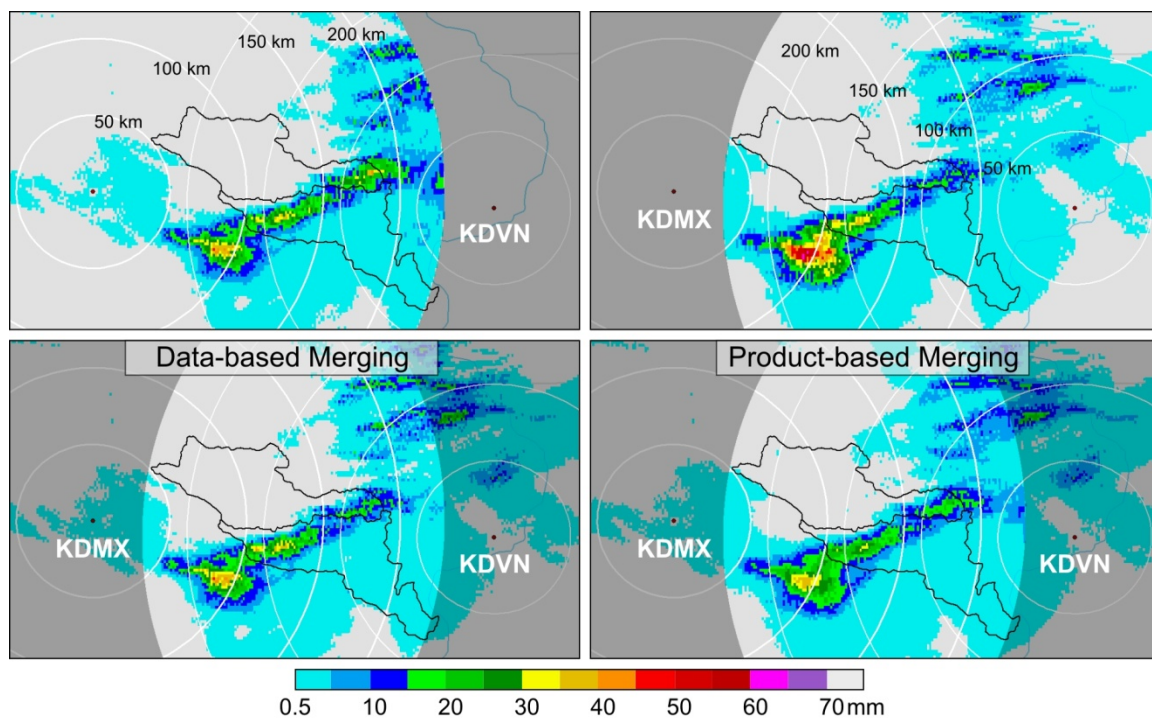 200 km
150 km
100 km
50 km
KDVN
200 km
150 km
100 km
50 km
KDMX
Data-based Merging
KDMX
KDVN
Product-based Merging
KDMX
KDVN
0.5 10 20 30 40 50 60 70 mm